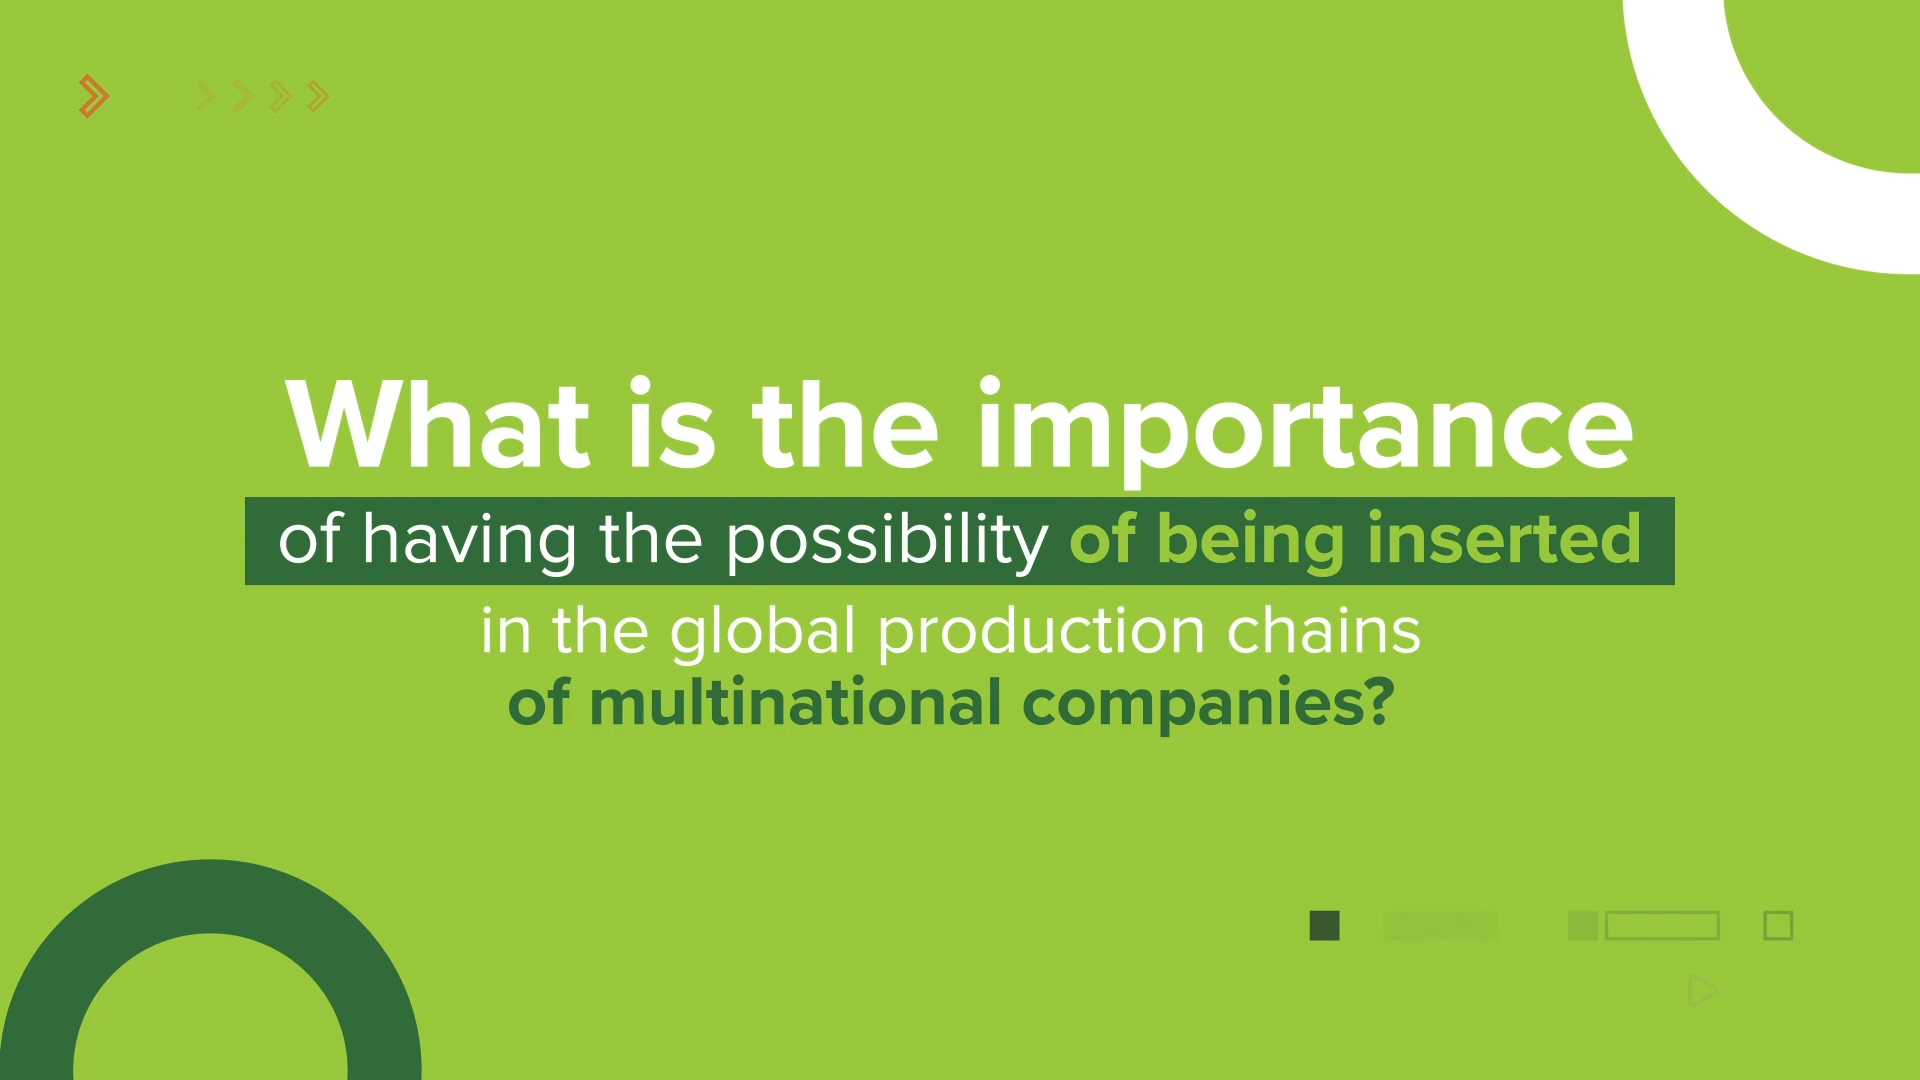 What is the importance
of having the possibility of being inserted
in the global production chains
of multinational companies?